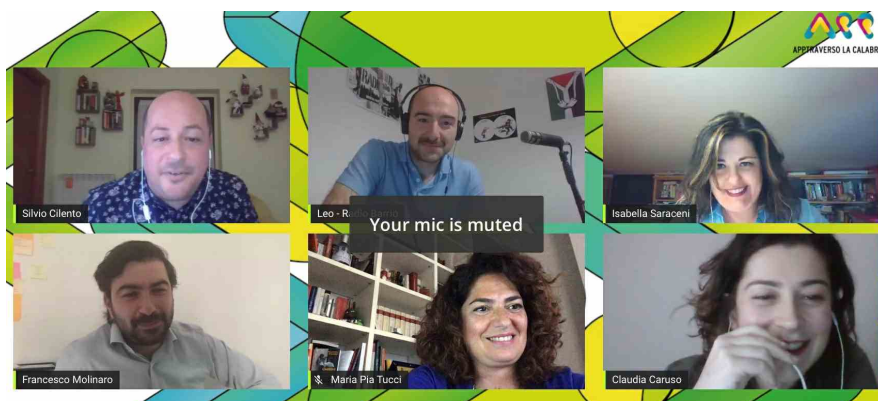 APPTRAVERSO LA CALABR
Silvio Cilento
Leo - Ra
Isabella Saraceni
Your mic is muted
Francesco Molinaro
Maria Pia Tucci
Claudia Caruso